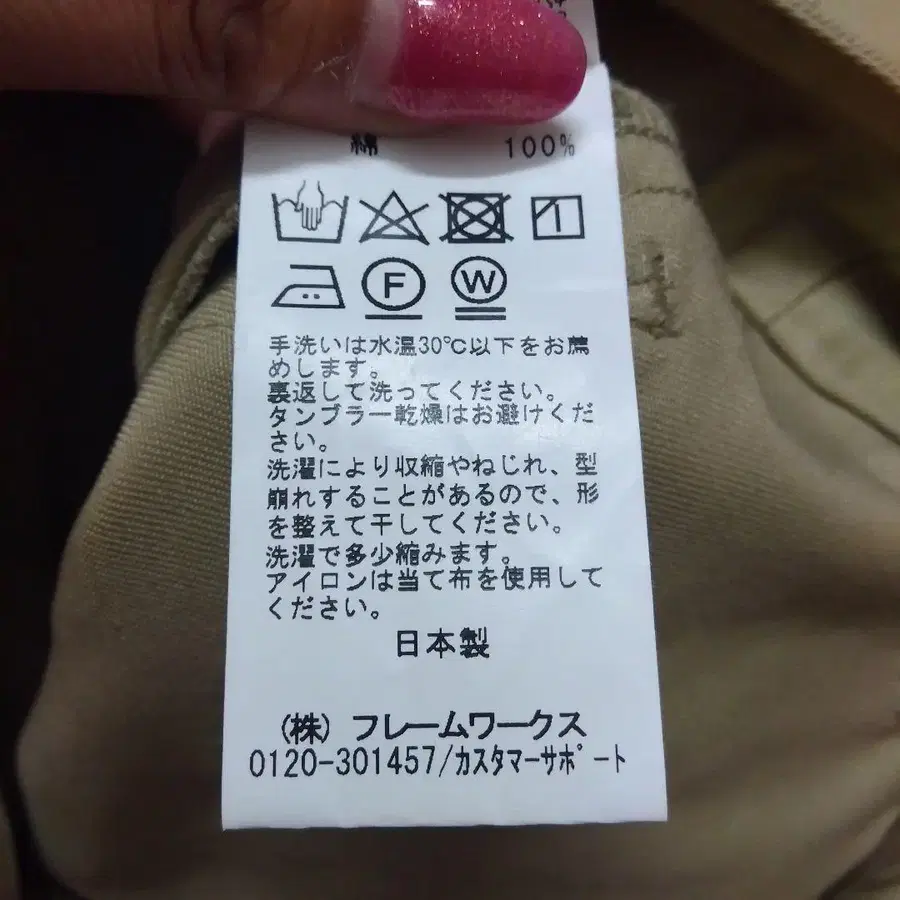 綿 100%
F W
手洗いは水温30℃以下をお薦
めします。
裏返して洗ってください。
タンブラー乾燥はお避けくだ
さい。
洗濯により収縮やねじれ、型
崩れすることがあるので、形
を整えて干してください。
洗濯で多少縮みます。
アイロンは当て布を使用して
ください。
日本製
(株) フレームワークス
0120-301457/カスタマーサポート